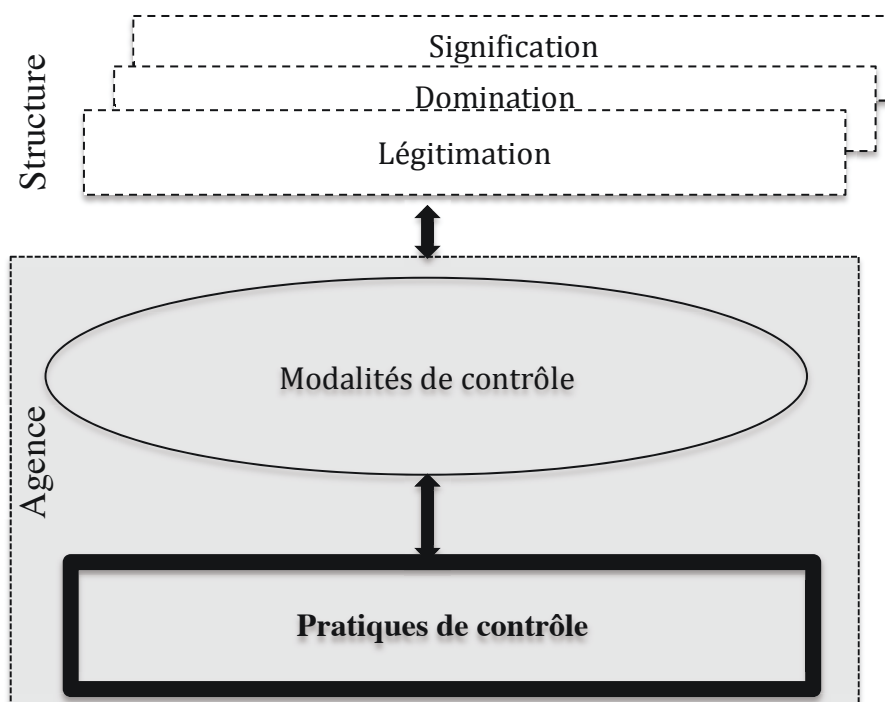 Structure
Signification
Domination
Légitimation
Agence
Modalités de contrôle
Pratiques de contrôle